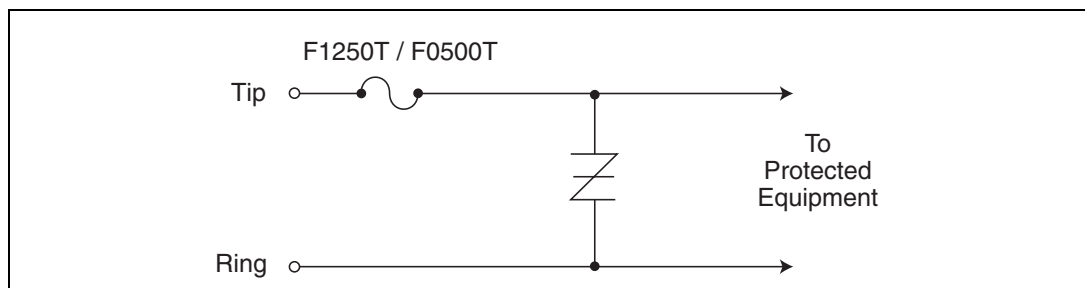 F1250T / F0500T
Tip
To
Protected
Equipment
Ring